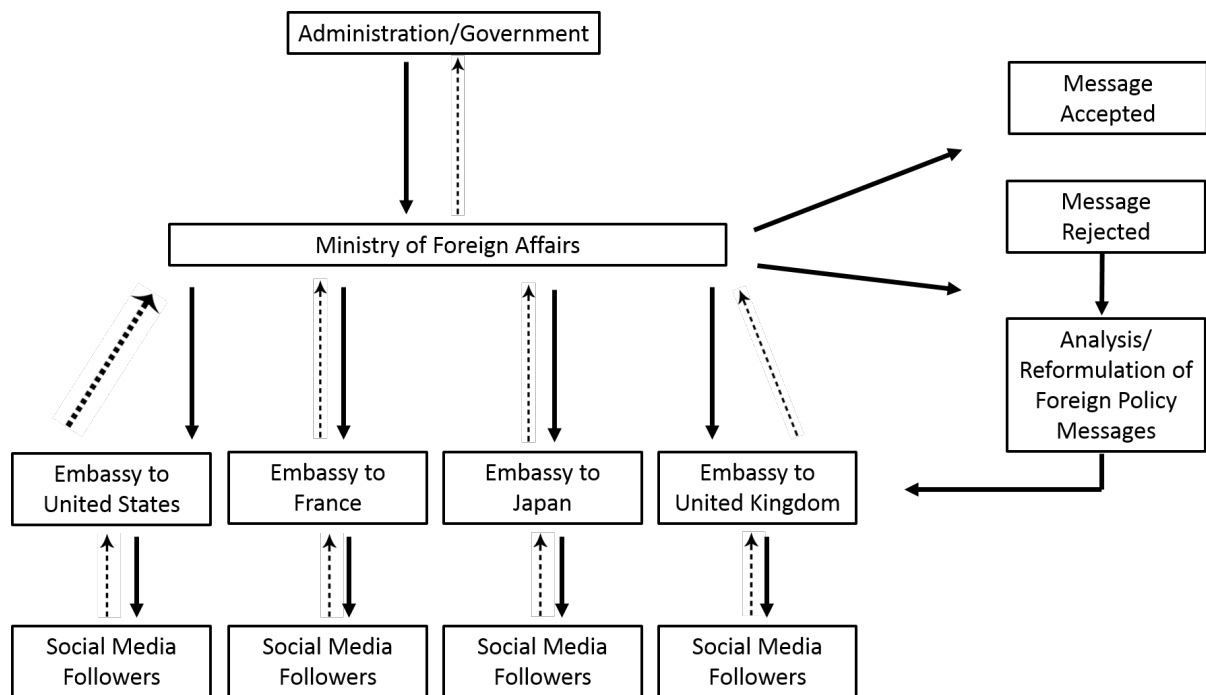 Administration/Government
Message
Accepted
Message
Rejected
Ministry of Foreign Affairs
Analysis/
Reformulation of
Foreign Policy
Messages
Embassy to
United States
Embassy to
France
Embassy to
Japan
Embassy to
United Kingdom
Social Media
Followers
Social Media
Followers
Social Media
Followers
Social Media
Followers